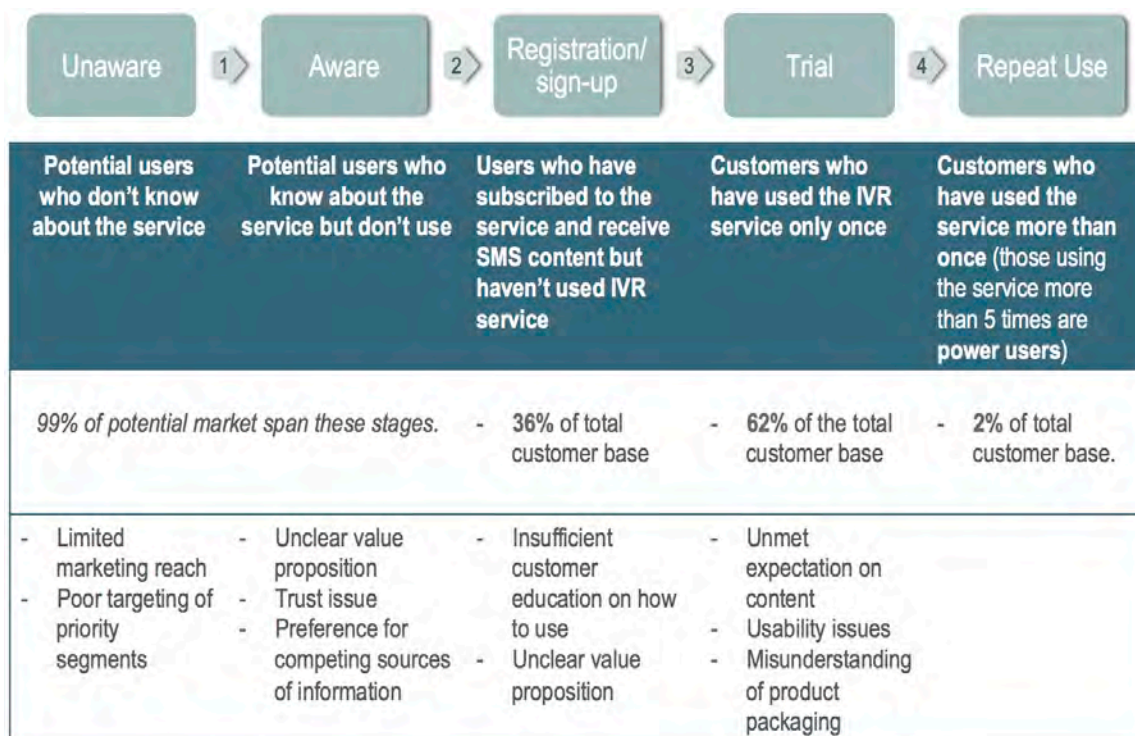 Unaware
1
Aware
2
Registration/
sign-up
3
Trial
4
Repeat Use
Potential users
who don't know
about the service
Potential users who
know about the
service but don't use
Users who have
subscribed to the
service and receive
SMS content but
haven't used IVR
service
Customers who
have used the IVR
service only once
Customers who
have used the
service more than
once (those using
the service more
than 5 times are
power users)
99% of potential market span these stages.
- 36% of total
customer base
- 62% of the total
customer base
- 2% of total
customer base.
- Limited
marketing reach
- Poor targeting of
priority
segments
- Unclear value
proposition
- Trust issue
- Preference for
competing sources
of information
- Insufficient
customer
education on how
to use
- Unclear value
proposition
- Unmet
expectation on
content
- Usability issues
- Misunderstanding
of product
packaging